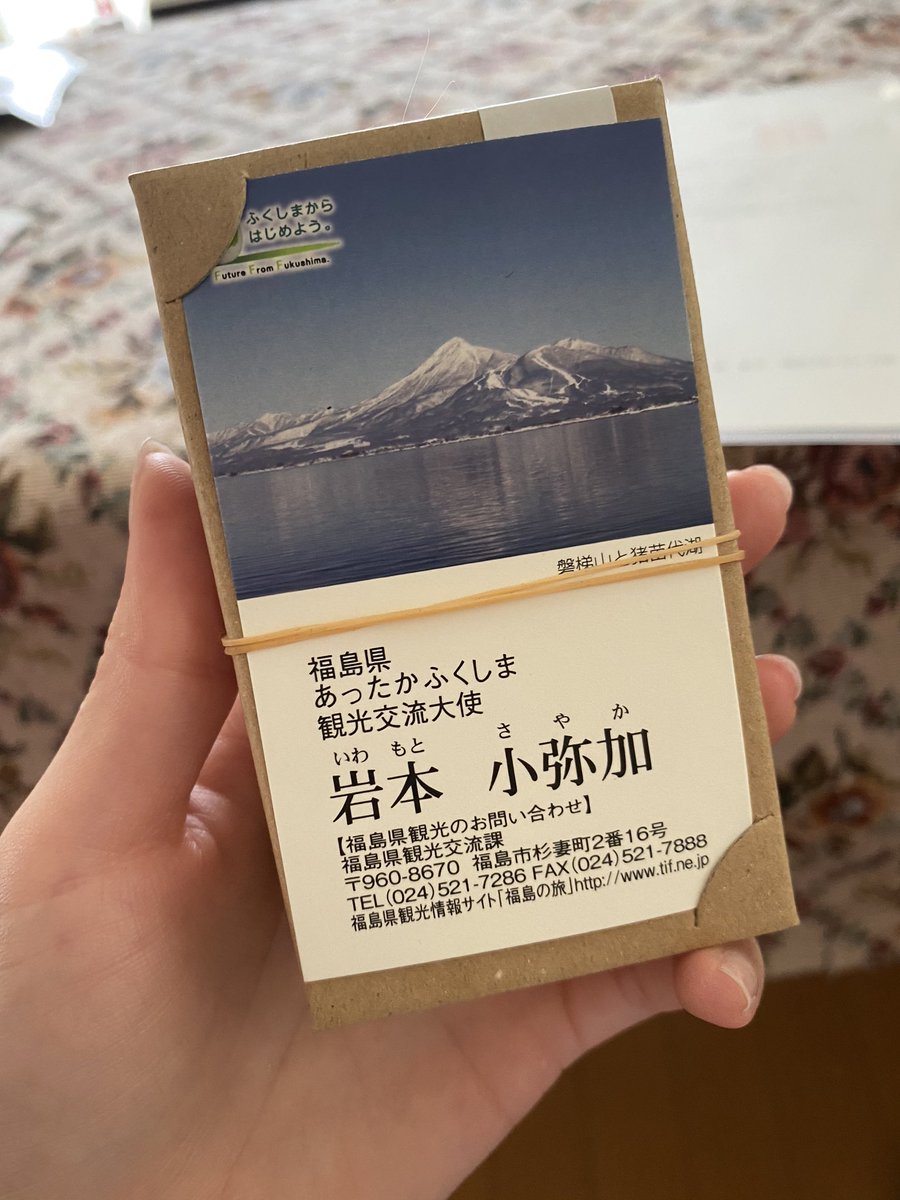 ふくしまから
はじめよう。
Future From Fukushima.
磐梯山と猪苗代湖
福島県
あったかふくしま
観光交流大使
いわ もと さ や か
岩本 小弥加
【福島県観光のお問い合わせ】
福島県観光交流課
〒960-8670 福島市杉妻町2番16号
TEL(024)521-7286 FAX(024)521-7888
福島県観光情報サイト「福島の旅」http://www.tif.ne.jp